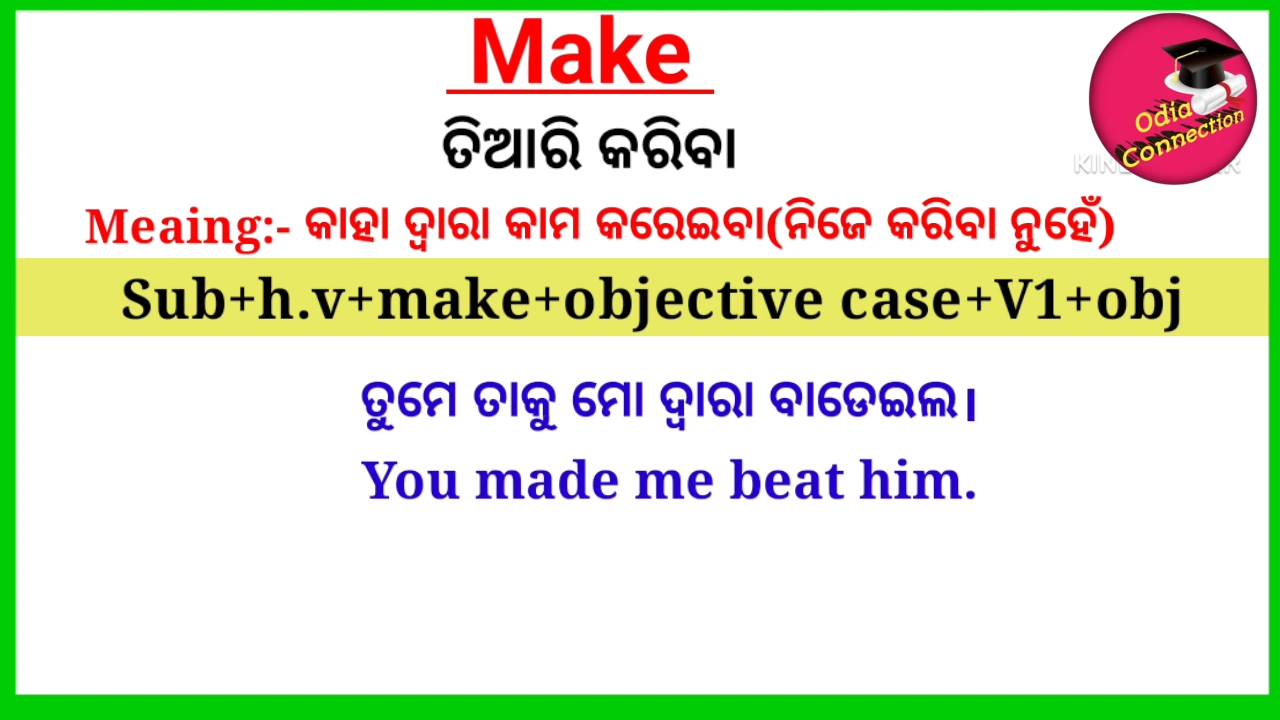 Make
Odia
Connection
ତିଆରି କରିବା
Meaing:- କାହା ଦ୍ୱାରା କାମ କରେଇବା(ନିଜେ କରିବା ନୁହେଁ)
Sub+h.v+make+objective case+V1+obj
ତୁମେ ତାକୁ ମୋ ଦ୍ୱାରା ବାଡେଇଲ।
You made me beat him.